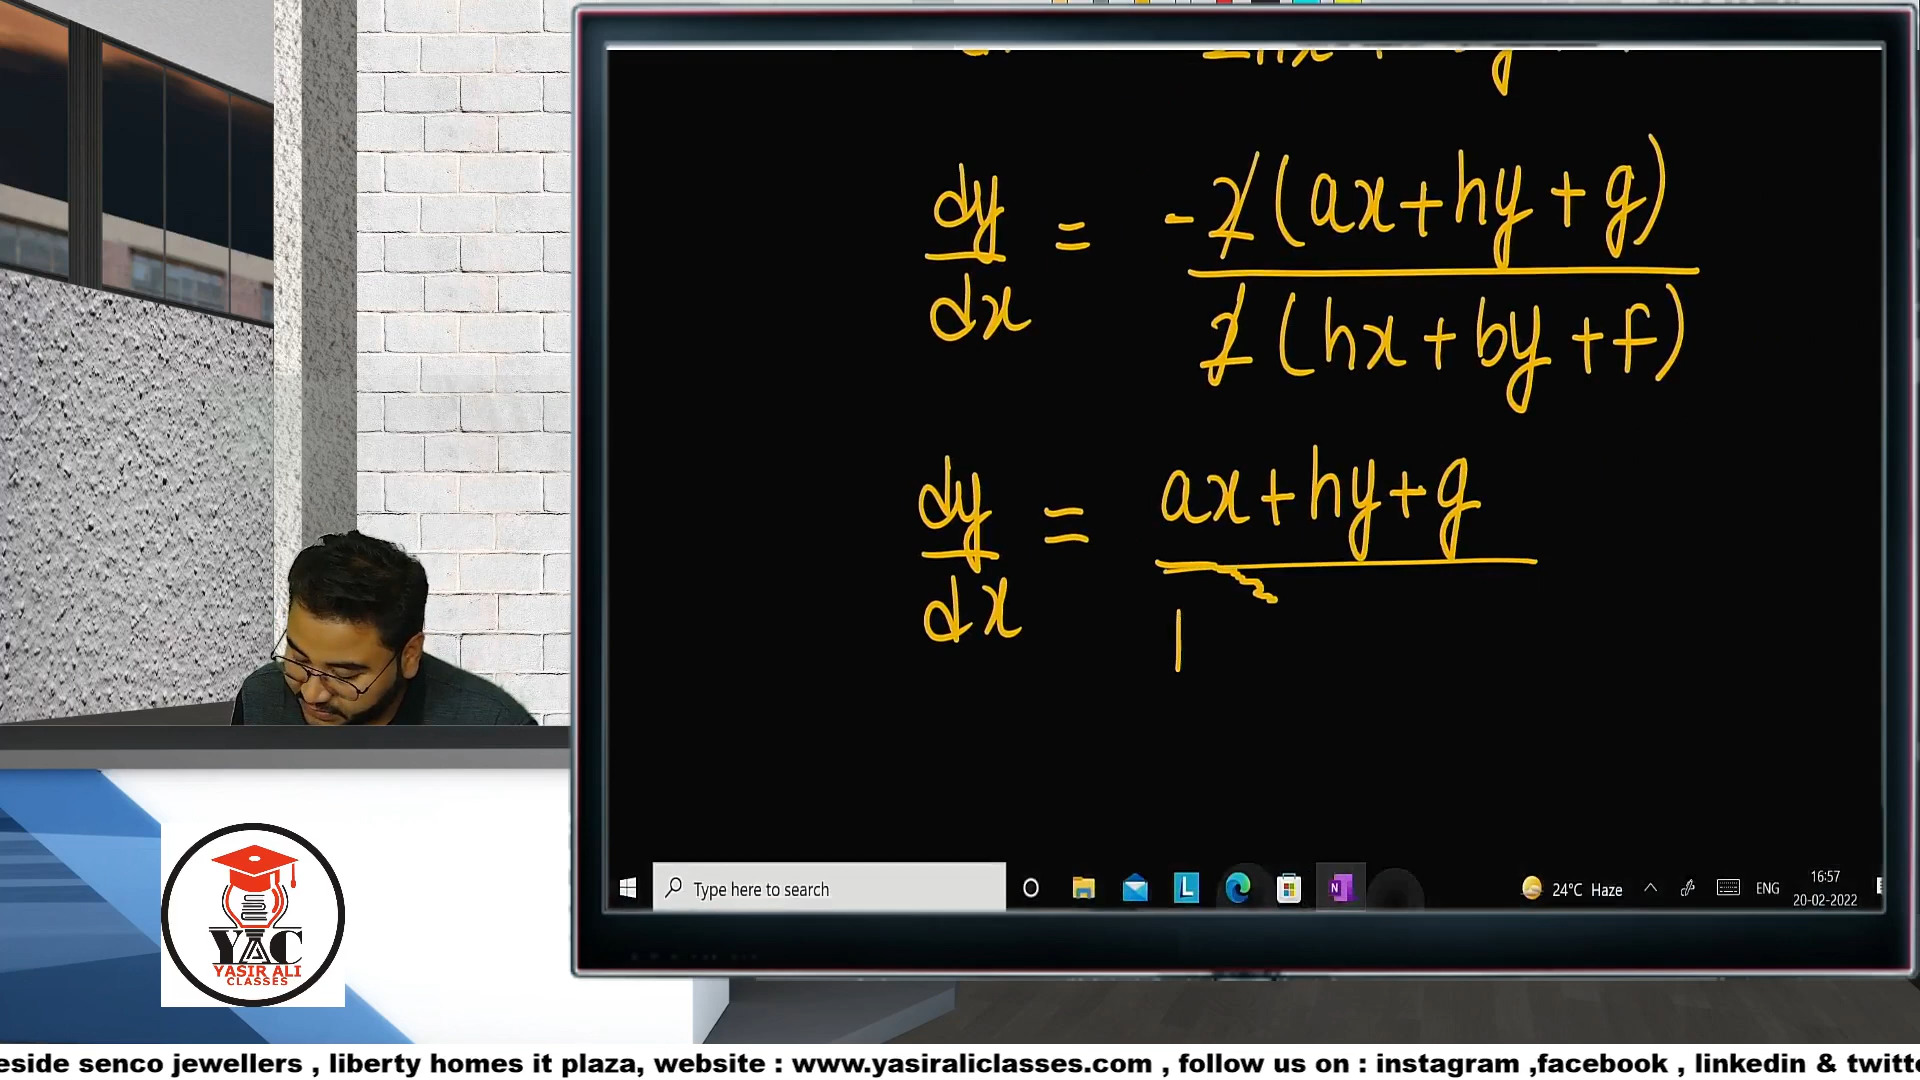 dy/dx = -2(ax+hy+g) / 2(hx+by+f)
dy/dx = ax+hy+g
Type here to search
24°C Haze
ENG
16:57
20-02-2022
YAC
YASIR ALI
CLASSES
eside senco jewellers , liberty homes it plaza, website : www.yasiraliclasses.com , follow us on : instagram ,facebook , linkedin & twitte